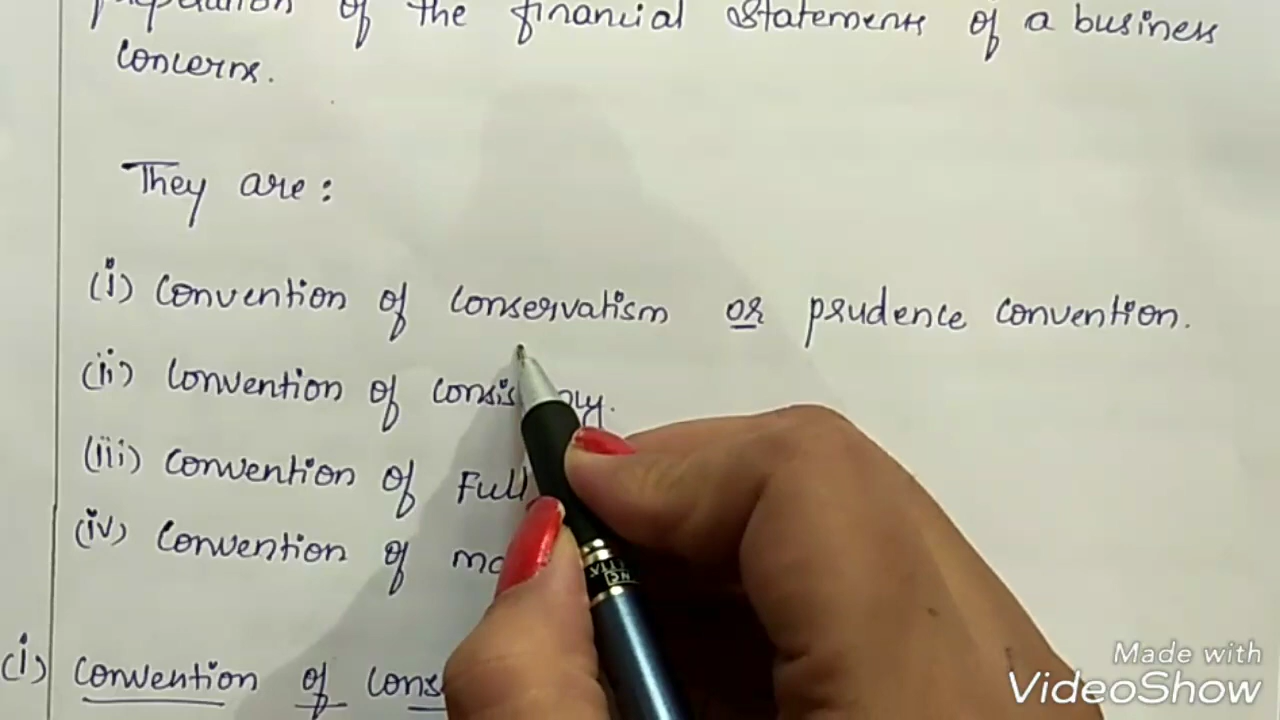 of the financial statements of a business
concerns.
They are:
(i) Convention of Conservatism or prudence convention.
(ii) Convention of
(iii) Convention of Full
(iv) Convention of
(i) Convention of
Made with
VideoShow